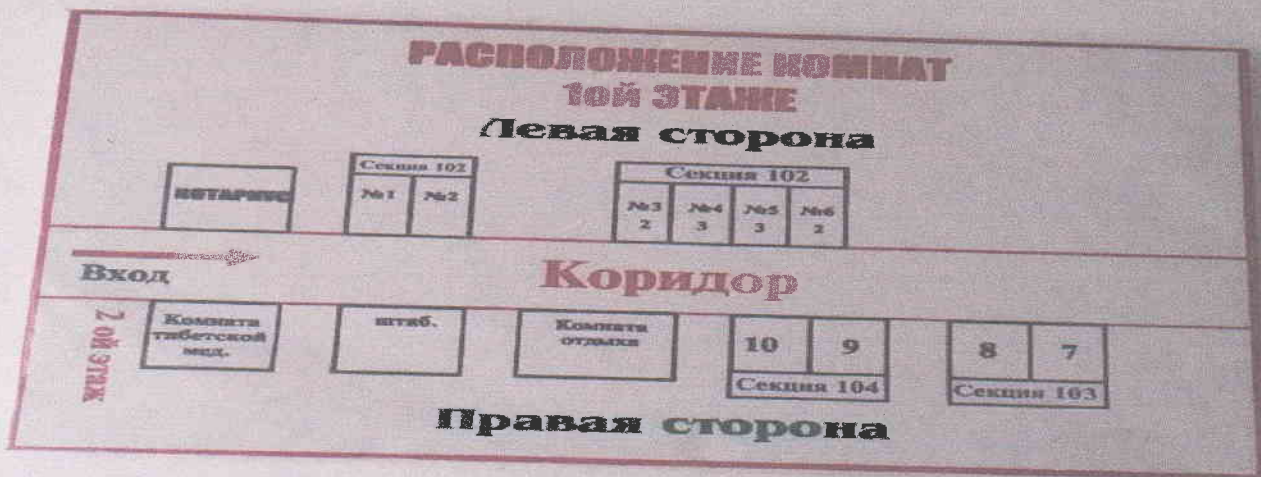 РАСПОЛОЖЕНИЕ КОМНАТ
1ой ЭТАЖЕ
Левая сторона
НОТАРИУС
Секция 102
№1 №2
Секция 102
№3 №4 №5 №6
2 3 3 2
Вход
Коридор
2 ой этаж
Комната
тибетской
мид.
штаб.
Комната
отдыха
10 9
Секция 104
8 7
Секция 103
Правая сторона